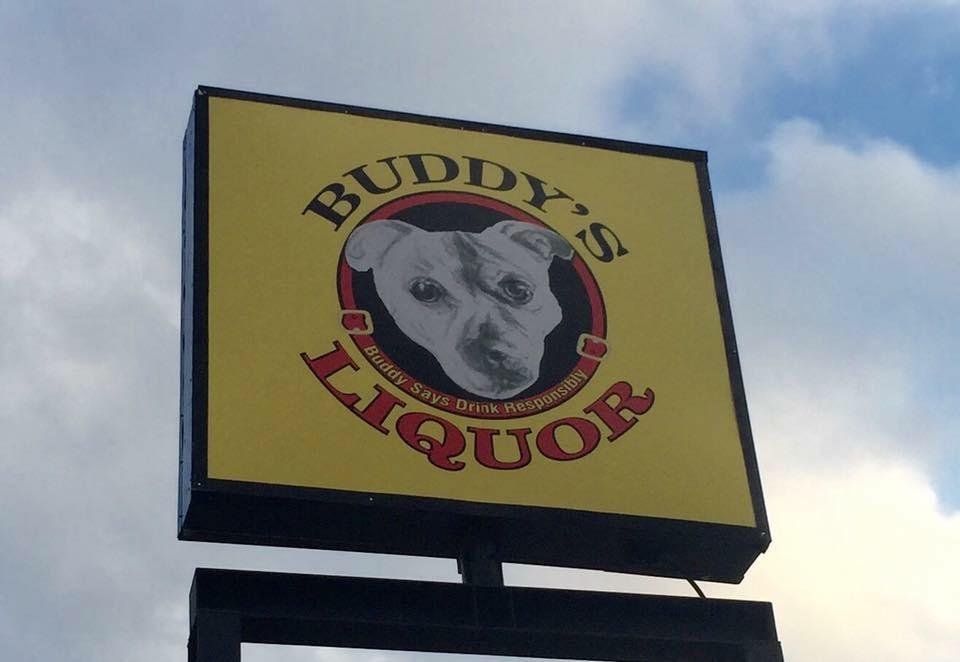 BUDDY'S
Buddy Says Drink Responsibly
LIQUOR